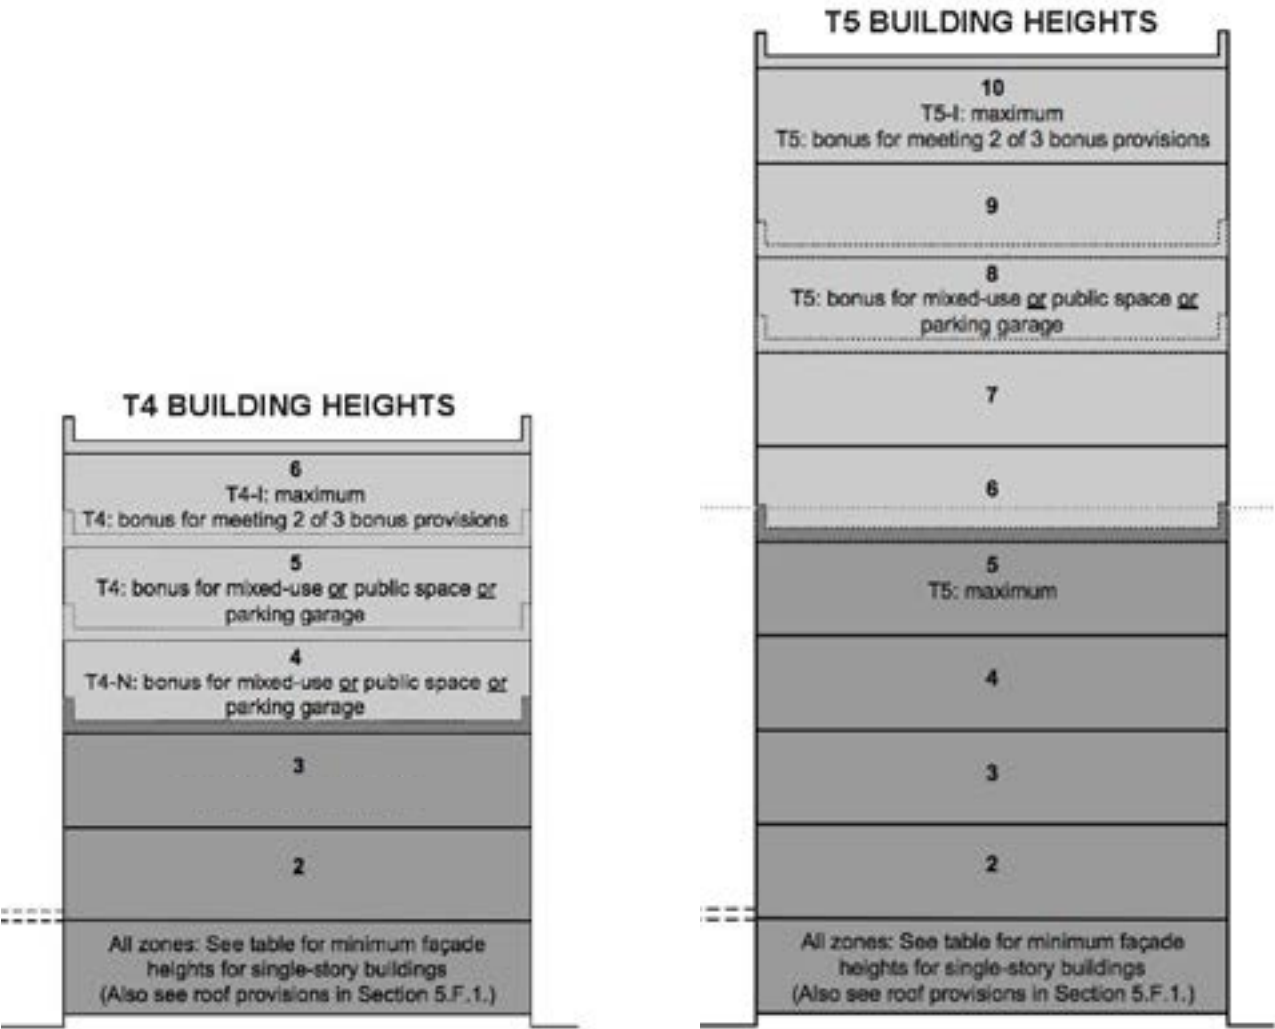 T4 BUILDING HEIGHTS
6
T4-I: maximum
T4: bonus for meeting 2 of 3 bonus provisions
5
T4: bonus for mixed-use or public space or
parking garage
4
T4-N: bonus for mixed-use or public space or
parking garage
3
2
All zones: See table for minimum façade
heights for single-story buildings
(Also see roof provisions in Section 5.F.1.)
T5 BUILDING HEIGHTS
10
T5-I: maximum
T5: bonus for meeting 2 of 3 bonus provisions
9
8
T5: bonus for mixed-use or public space or
parking garage
7
6
5
T5: maximum
4
3
2
All zones: See table for minimum façade
heights for single-story buildings
(Also see roof provisions in Section 5.F.1.)